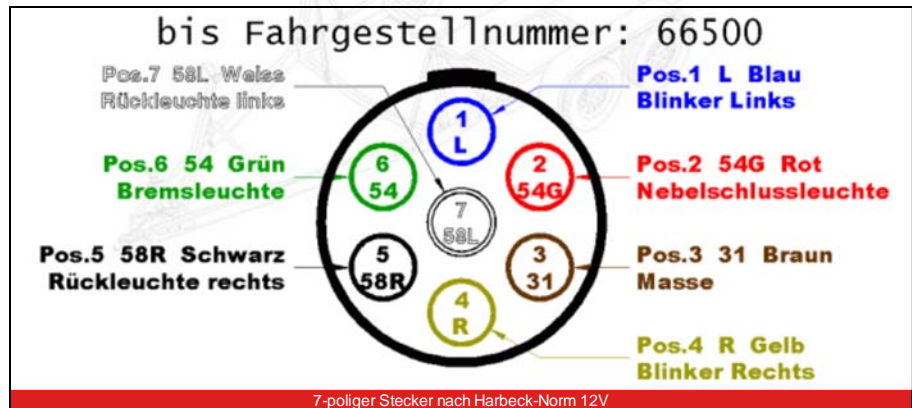 bis Fahrgestellnummer: 66500
Pos.7 58L Weiss
Rückleuchte links
Pos.1 L Blau
Blinker Links
1
L
Pos.6 54 Grün
Bremsleuchte
6
54
2
54G
Pos.2 54G Rot
Nebelschlussleuchte
7
58L
Pos.5 58R Schwarz
Rückleuchte rechts
5
58R
3
31
Pos.3 31 Braun
Masse
4
R
Pos.4 R Gelb
Blinker Rechts
7-poliger Stecker nach Harbeck-Norm 12V